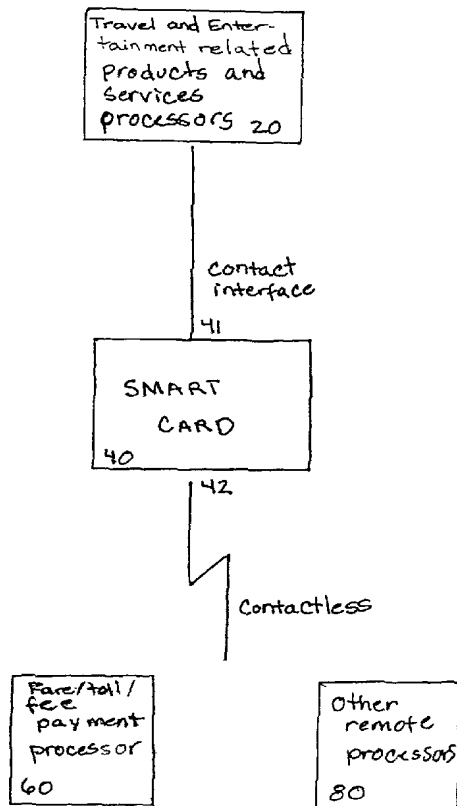 Travel and Enter-
tainment related
products and
services
processors 20
contact
interface
41
SMART
CARD
40
42
Contactless
Fare/toll/
fee
payment
processor
60
Other
remote
processors
80